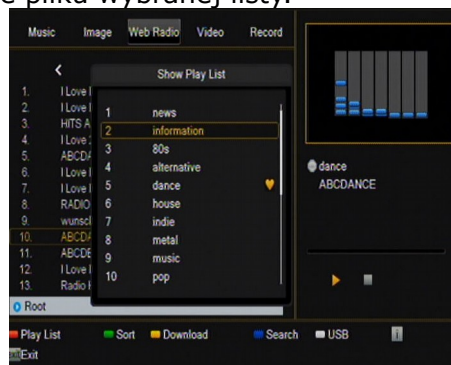 e pliku wybranej listy.
Music Image Web Radio Video Record
Show Play List
1. I Love
2. I Love
3. HITS A
4. I Love
5. ABCDA
6. I Love
7. I Love
8. RADIO
9. wunsc
10. ABCDA
11. ABCDE
12. I Love
13. Radio
1 news
2 information
3 80s
4 alternative
5 dance
6 house
7 indie
8 metal
9 music
10 pop
dance
ABCDANCE
Root
Play List Sort Download Search USB i
Exit